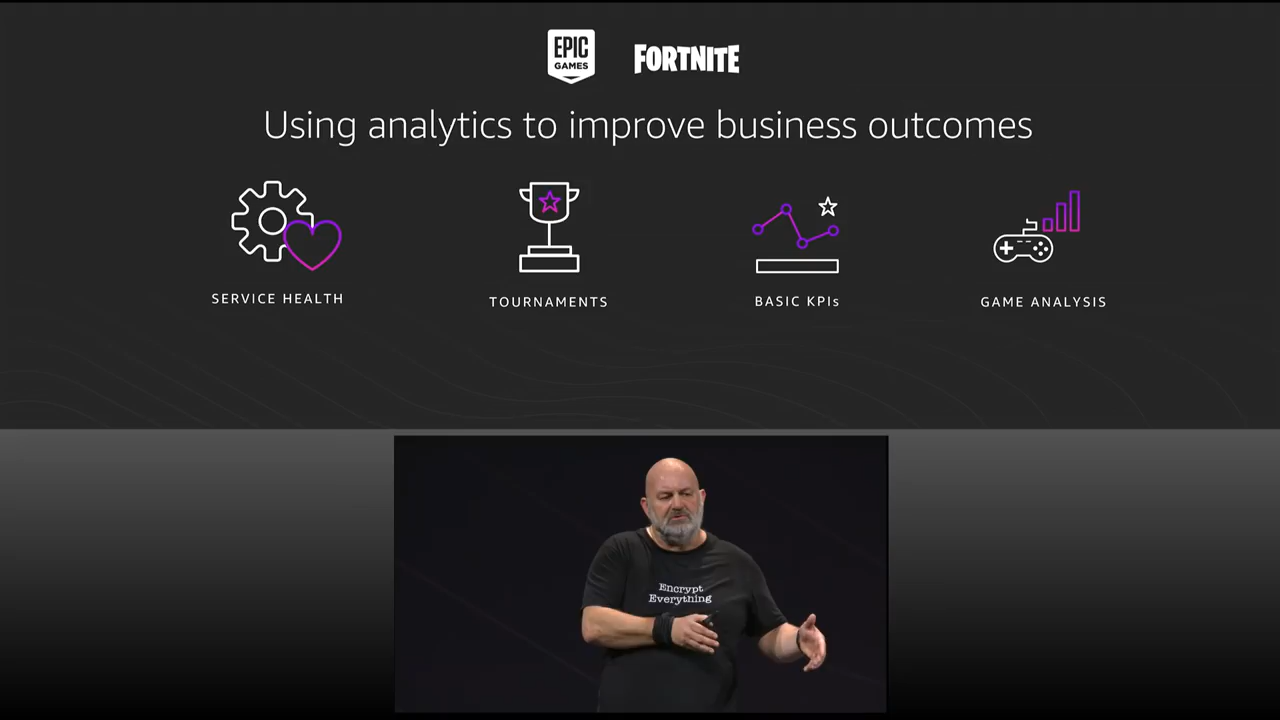 EPIC
GAMES
FORTNITE
Using analytics to improve business outcomes
SERVICE HEALTH
TOURNAMENTS
BASIC KPIs
GAME ANALYSIS
Encrypt
Everything